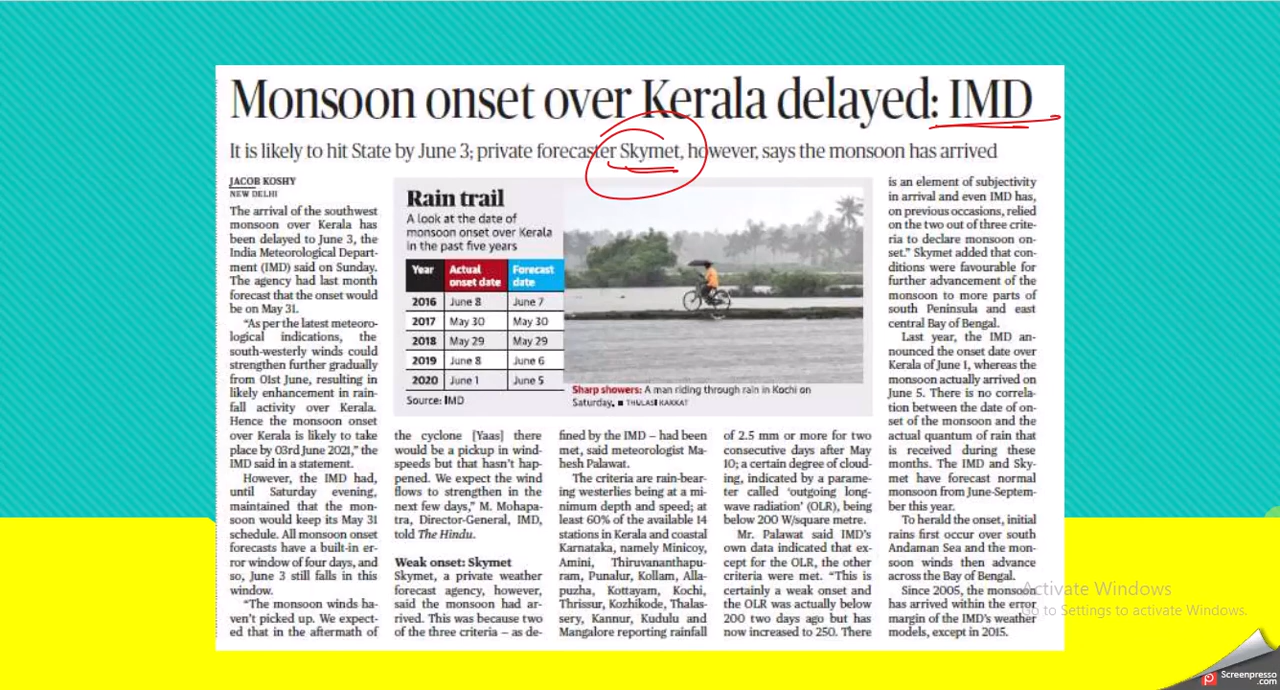 Monsoon onset over Kerala delayed: IMD
It is likely to hit State by June 3; private forecaster Skymet, however, says the monsoon has arrived
JACOB KOSHY
NEW DELHI
The arrival of the southwest
monsoon over Kerala has
been delayed to June 3, the
India Meteorological Depart-
ment (IMD) said on Sunday.
The agency had last month
forecast that the onset would
be on May 31.
“As per the latest meteoro-
logical indications, the
south-westerly winds could
strengthen further gradually
from 01st June, resulting in
likely enhancement in rain-
fall activity over Kerala.
Hence the monsoon onset
over Kerala is likely to take
place by 03rd June 2021,” the
IMD said in a statement.
However, the IMD had,
until Saturday evening,
maintained that the mon-
soon would keep its May 31
schedule. All monsoon onset
forecasts have a built-in er-
ror window of four days, and
so, June 3 still falls in this
window.
“The monsoon winds ha-
ven’t picked up. We expect-
ed that in the aftermath of
Rain trail
A look at the date of
monsoon onset over Kerala
in the past five years
Year Actual onset date Forecast date
2016 June 8 June 7
2017 May 30 May 30
2018 May 29 May 29
2019 June 8 June 6
2020 June 1 June 5
Source: IMD
Sharp showers: A man riding through rain in Kochi on
Saturday. ■ THULASI KAKKAT
the cyclone [Yaas] there
would be a pickup in wind-
speeds but that hasn’t hap-
pened. We expect the wind
flows to strengthen in the
next few days,” M. Mohapa-
tra, Director-General, IMD,
told The Hindu.
Weak onset: Skymet
Skymet, a private weather
forecast agency, however,
said the monsoon had ar-
rived. This was because two
of the three criteria – as de-
fined by the IMD – had been
met, said meteorologist Ma-
hesh Palawat.
The criteria are rain-bear-
ing westerlies being at a mi-
nimum depth and speed; at
least 60% of the available 14
stations in Kerala and coastal
Karnataka, namely Minicoy,
Amini, Thiruvananthapu-
ram, Punalur, Kollam, Alla-
puzha, Kottayam, Kochi,
Thrissur, Kozhikode, Thalas-
sery, Kannur, Kudulu and
Mangalore reporting rainfall
of 2.5 mm or more for two
consecutive days after May
10; a certain degree of cloud-
ing, indicated by a parame-
ter called ‘outgoing long-
wave radiation’ (OLR), being
below 200 W/square metre.
Mr. Palawat said IMD’s
own data indicated that ex-
cept for the OLR, the other
criteria were met. “This is
certainly a weak onset and
the OLR was actually below
200 two days ago but has
now increased to 250. There
is an element of subjectivity
in arrival and even IMD has,
on previous occasions, relied
on the two out of three crite-
ria to declare monsoon on-
set.” Skymet added that con-
ditions were favourable for
further advancement of the
monsoon to more parts of
south Peninsula and east
central Bay of Bengal.
Last year, the IMD an-
nounced the onset date over
Kerala of June 1, whereas the
monsoon actually arrived on
June 5. There is no correla-
tion between the date of on-
set of the monsoon and the
actual quantum of rain that
is received during these
months. The IMD and Sky-
met have forecast normal
monsoon from June-Septem-
ber this year.
To herald the onset, initial
rains first occur over south
Andaman Sea and the mon-
soon winds then advance
across the Bay of Bengal.
Since 2005, the monsoon
has arrived within the error
margin of the IMD’s weather
models, except in 2015.
Activate Windows
Go to Settings to activate Windows.
Screenpresso
.com